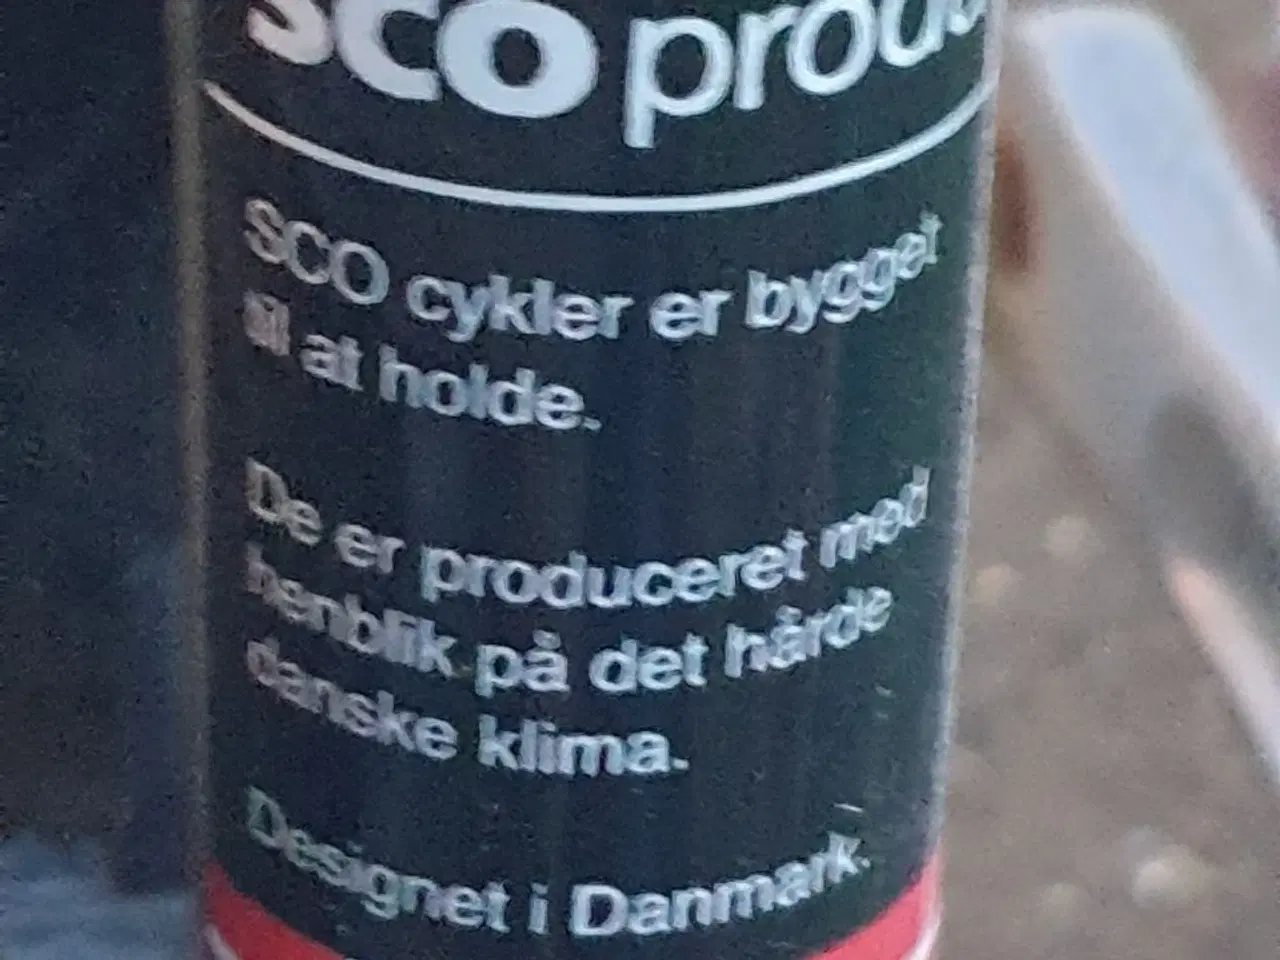 sco produ
SCO cykler er bygget
til at holde.
De er produceret med
henblik på det hårde
danske klima.
Designet i Danmark.